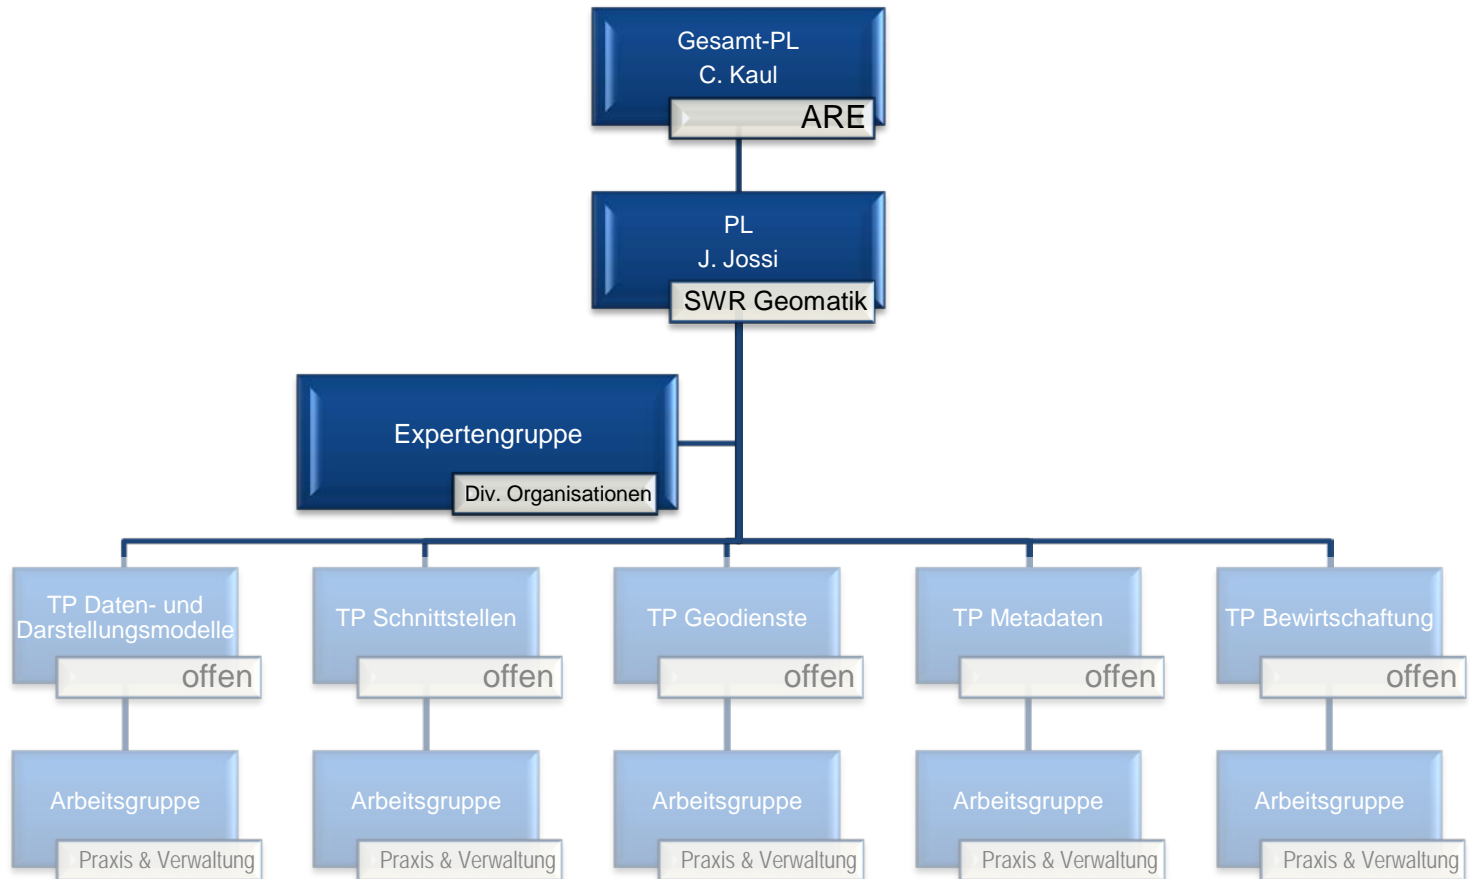 Gesamt-PL
C. Kaul
ARE
PL
J. Jossi
SWR Geomatik
Expertengruppe
Div. Organisationen
TP Daten- und
Darstellungsmodelle
offen
TP Schnittstellen
offen
TP Geodienste
offen
TP Metadaten
offen
TP Bewirtschaftung
offen
Arbeitsgruppe
Praxis & Verwaltung
Arbeitsgruppe
Praxis & Verwaltung
Arbeitsgruppe
Praxis & Verwaltung
Arbeitsgruppe
Praxis & Verwaltung
Arbeitsgruppe
Praxis & Verwaltung